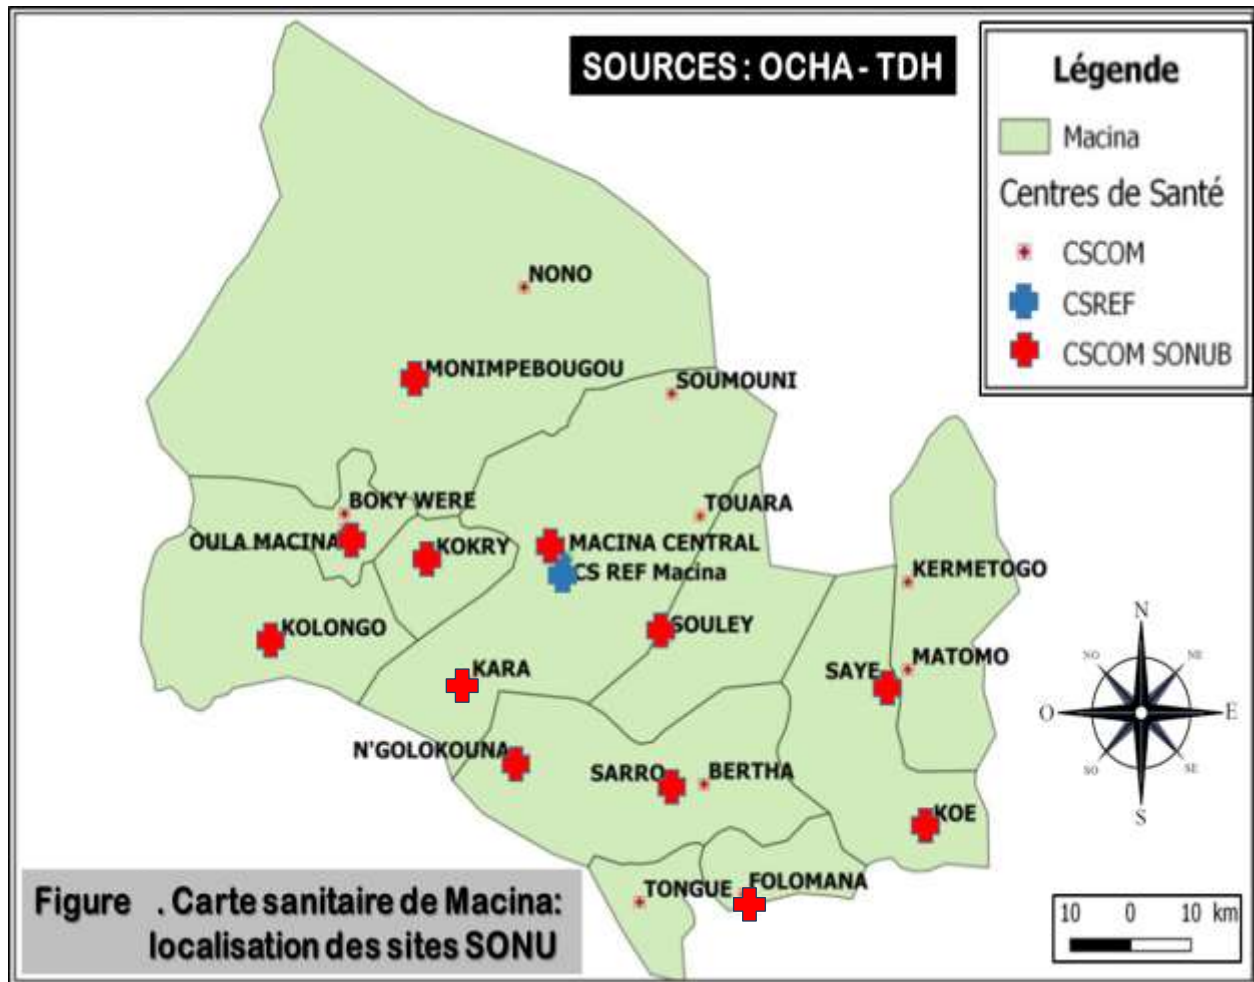 SOURCES: OCHA - TDH
Légende
Macina
Centres de Santé
CSCOM
CSREF
CSCOM SONUB
NONO
MONIMPEBOUGOU
SOUMOUNI
BOKY WERE
TOUARA
OULA MACINA
KOKRY
MACINA CENTRAL
CS REF Macina
KERMETOGO
KOLONGO
SOULEY
KARA
SAYE
MATOMO
N'GOLOKOUNA
SARRO
BERTHA
KOE
TONGUE
FOLOMANA
N
NO
NE
O
E
SO
SE
S
Figure . Carte sanitaire de Macina:
localisation des sites SONU
10 0 10 km